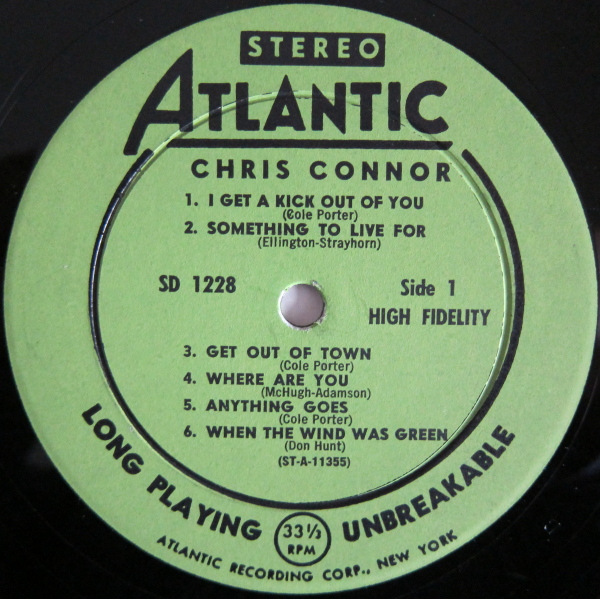 STEREO
ATLANTIC
CHRIS CONNOR
1. I GET A KICK OUT OF YOU
(Cole Porter)
2. SOMETHING TO LIVE FOR
(Ellington-Strayhorn)
SD 1228
Side 1
HIGH FIDELITY
3. GET OUT OF TOWN
(Cole Porter)
4. WHERE ARE YOU
(McHugh-Adamson)
5. ANYTHING GOES
(Cole Porter)
6. WHEN THE WIND WAS GREEN
(Don Hunt)
(ST-A-11355)
LONG PLAYING 33⅓ RPM UNBREAKABLE
ATLANTIC RECORDING CORP., NEW YORK